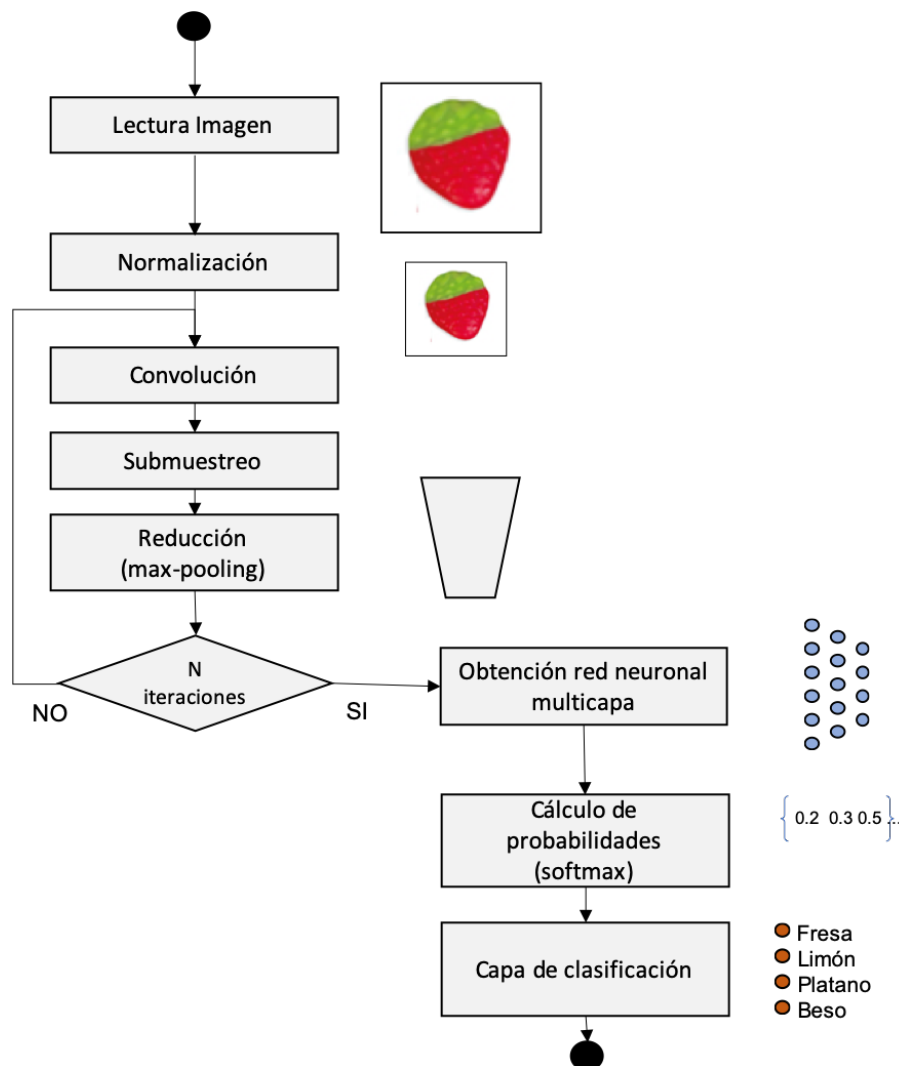 Lectura Imagen
Normalización
Convolución
Submuestreo
Reducción
(max-pooling)
N
iteraciones
NO
SI
Obtención red neuronal
multicapa
Cálculo de
probabilidades
(softmax)
0.2 0.3 0.5 ...
Capa de clasificación
Fresa
Limón
Platano
Beso